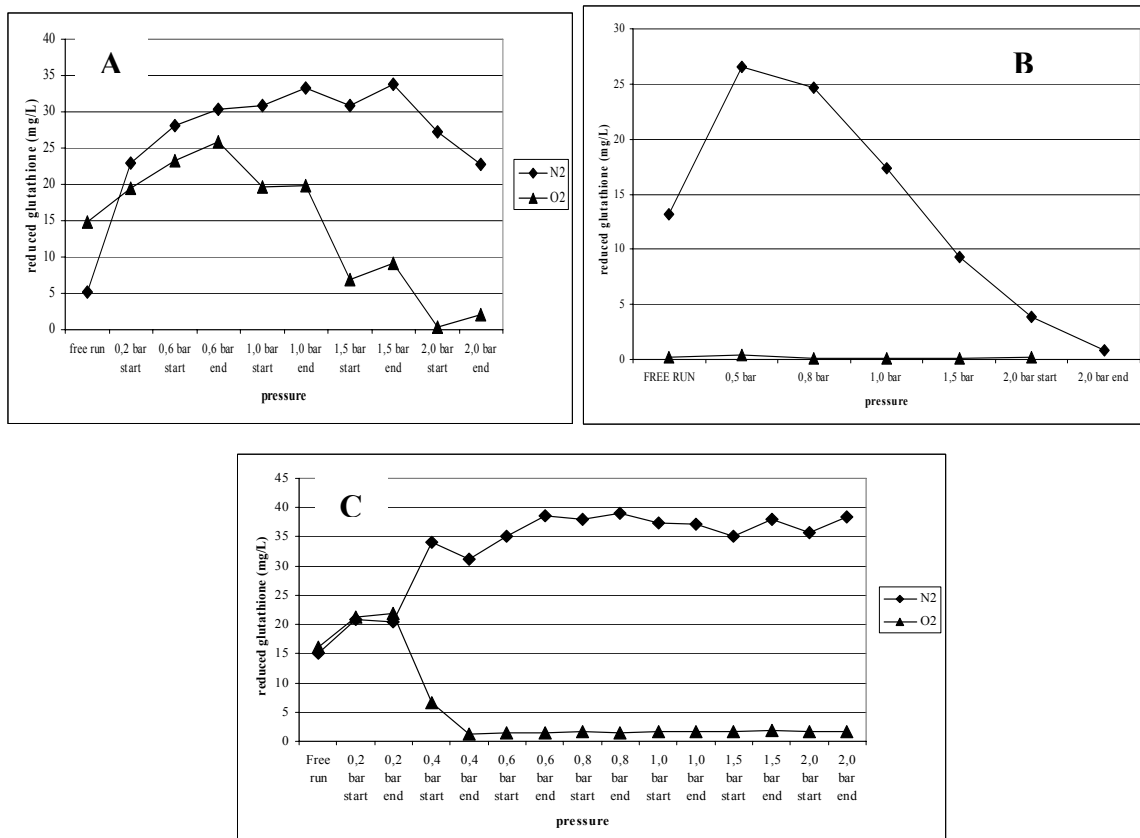 A
reduced glutathione (mg/L)
40
35
30
25
20
15
10
5
0
free run 0,2 bar 0,6 bar 0,6 bar 1,0 bar 1,0 bar 1,5 bar 1,5 bar 2,0 bar 2,0 bar
start start end start end start end start end
pressure
N2
O2
B
reduced glutathione (mg/L)
30
25
20
15
10
5
0
FREE RUN 0,5 bar 0,8 bar 1,0 bar 1,5 bar 2,0 bar start 2,0 bar end
pressure
C
reduced glutathione (mg/L)
45
40
35
30
25
20
15
10
5
0
Free 0,2 0,2 0,4 0,4 0,6 0,6 0,8 0,8 1,0 1,0 1,5 1,5 2,0 2,0
run bar bar bar bar bar bar bar bar bar bar bar bar bar bar
start end start end start end start end start end start end start end
pressure
N2
O2